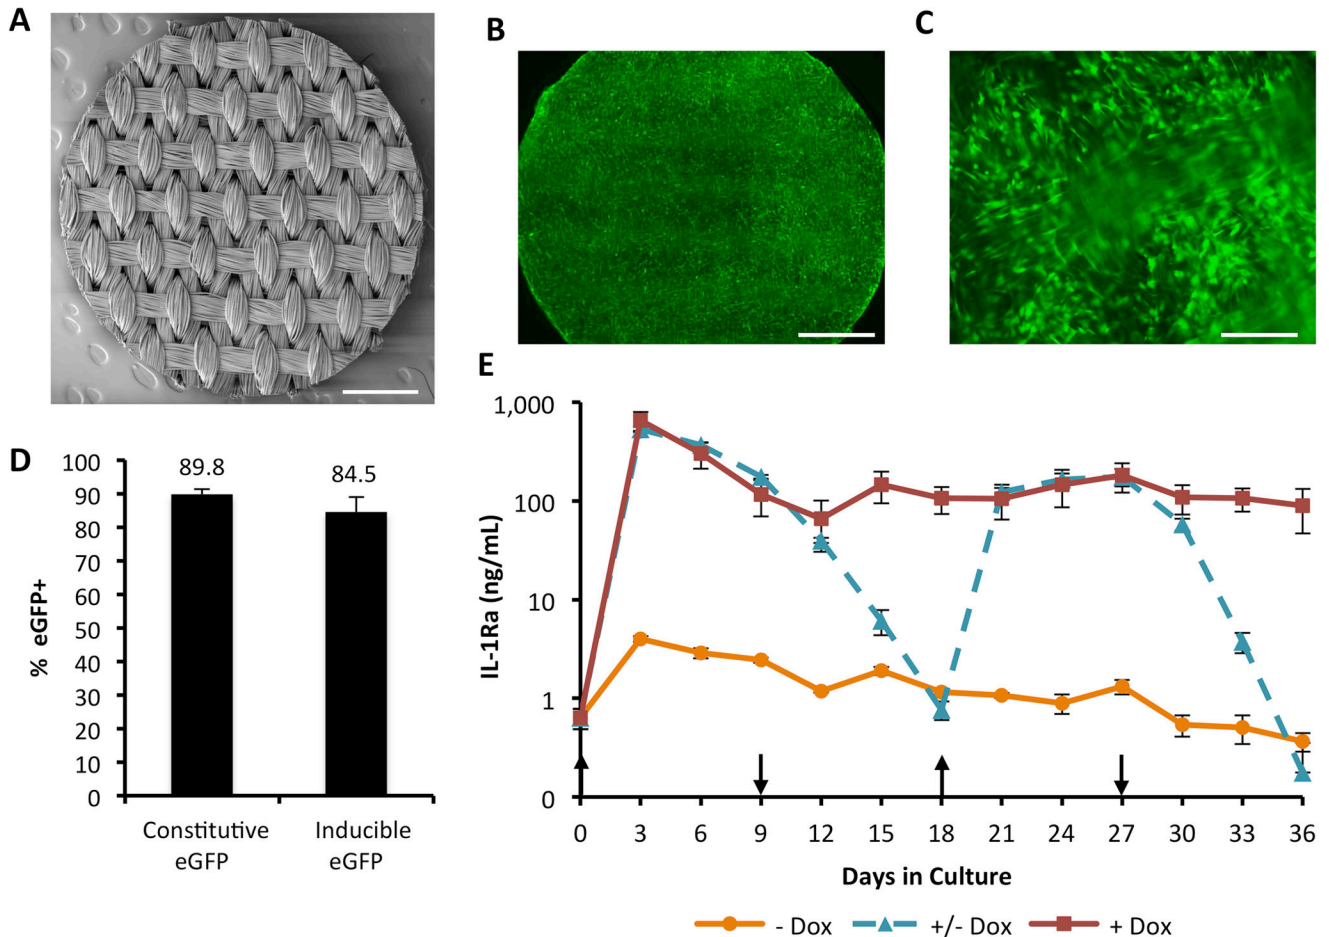 A
B
C
D
100
90
80
70
60
50
40
30
20
10
0
% eGFP+
89.8
84.5
Constitutive
eGFP
Inducible
eGFP
E
1,000
100
10
1
0
IL-1Ra (ng/mL)
0 3 6 9 12 15 18 21 24 27 30 33 36
Days in Culture
- Dox +/- Dox + Dox